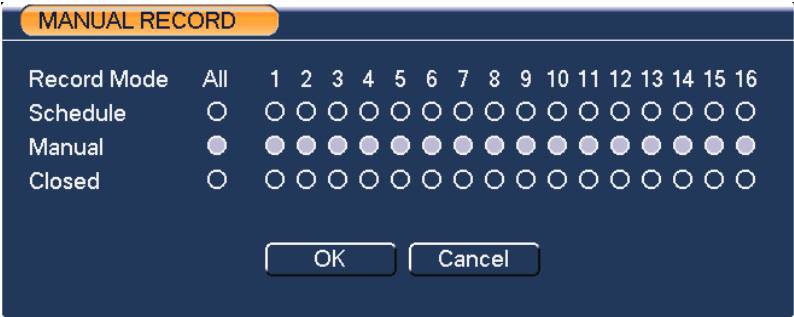 MANUAL RECORD
Record Mode All 1 2 3 4 5 6 7 8 9 10 11 12 13 14 15 16
Schedule
Manual
Closed
OK Cancel